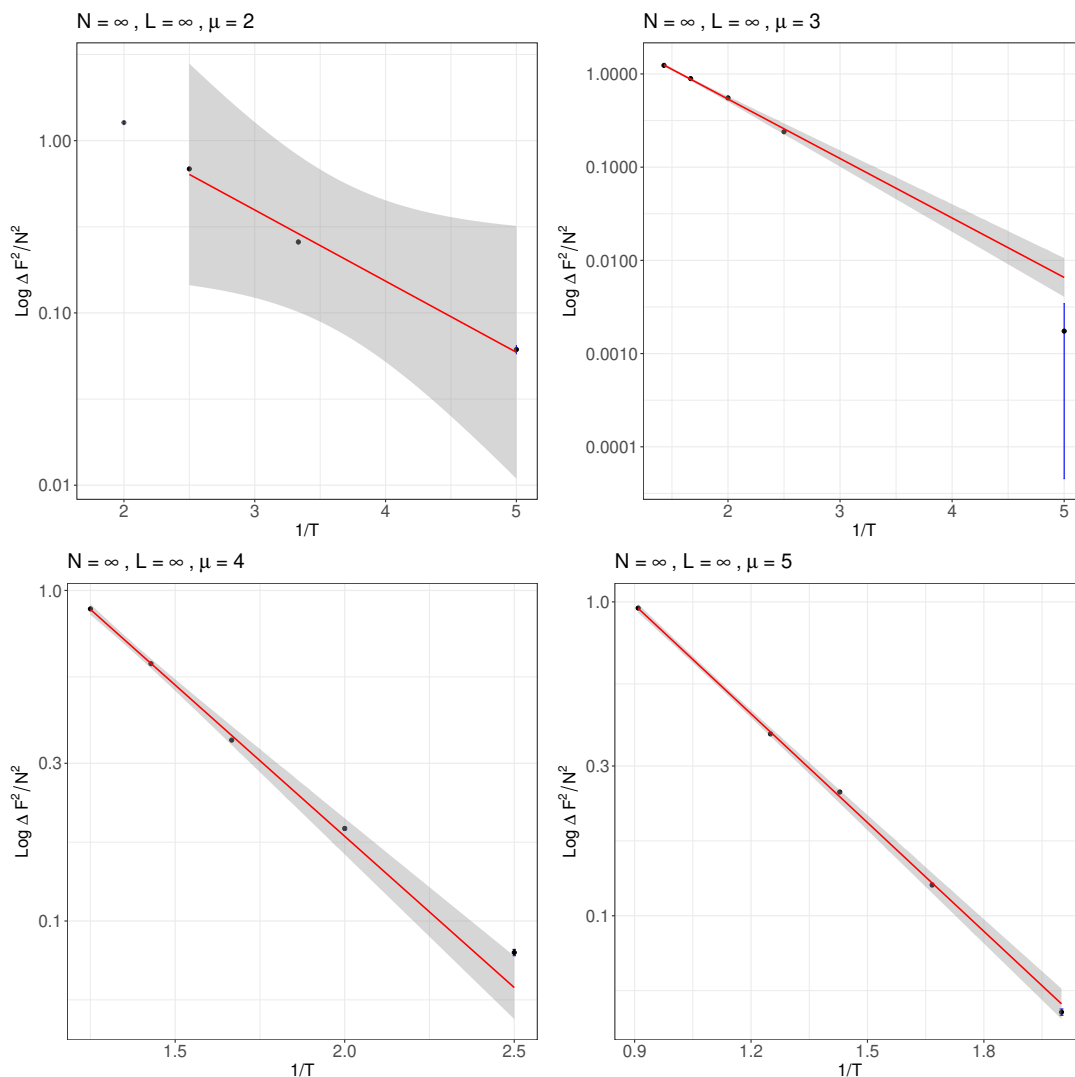 N = ∞ , L = ∞ , μ = 2
1.00
0.10
0.01
Log Δ F²/N²
2 3 4 5
1/T
N = ∞ , L = ∞ , μ = 3
1.0000
0.1000
0.0100
0.0010
0.0001
Log Δ F²/N²
2 3 4 5
1/T
N = ∞ , L = ∞ , μ = 4
1.0
0.3
0.1
Log Δ F²/N²
1.5 2.0 2.5
1/T
N = ∞ , L = ∞ , μ = 5
1.0
0.3
0.1
Log Δ F²/N²
0.9 1.2 1.5 1.8
1/T